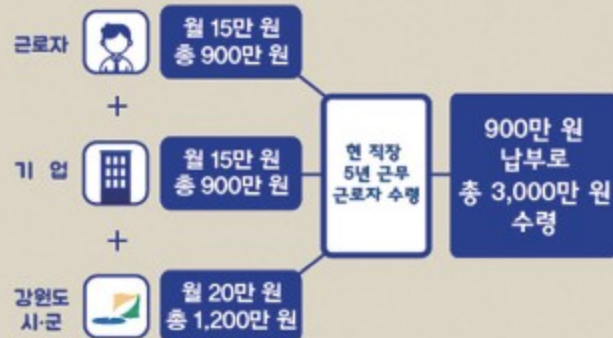 근로자
월 15만 원
총 900만 원
+
기 업
월 15만 원
총 900만 원
+
강원도
시·군
월 20만 원
총 1,200만 원
현 직장
5년 근무
근로자 수령
900만 원
납부로
총 3,000만 원
수령